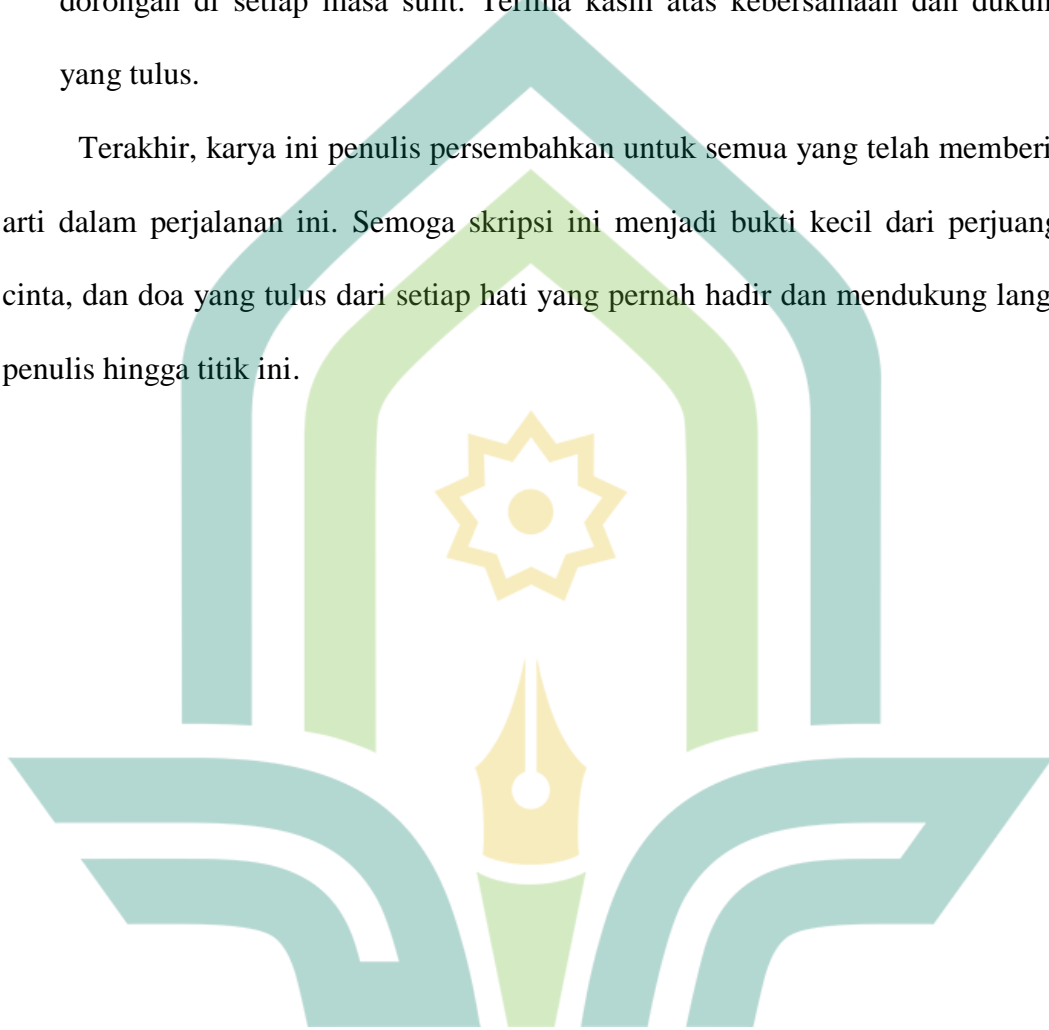 dorongan di setiap masa sulit. Terima kasih atas kebersamaan dan dukun
yang tulus.
Terakhir, karya ini penulis persembahkan untuk semua yang telah memberi
arti dalam perjalanan ini. Semoga skripsi ini menjadi bukti kecil dari perjuang
cinta, dan doa yang tulus dari setiap hati yang pernah hadir dan mendukung lang
penulis hingga titik ini.